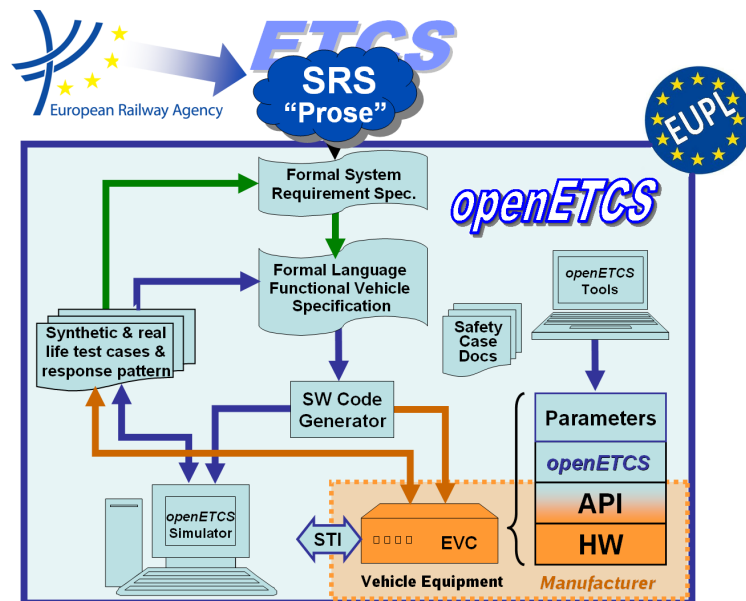 ETCS
SRS
“Prose”
European Railway Agency
EUPL
Formal System
Requirement Spec.
openETCS
Formal Language
Functional Vehicle
Specification
openETCS
Tools
Synthetic & real
life test cases &
response pattern
Safety
Case
Docs
SW Code
Generator
Parameters
openETCS
API
HW
openETCS
Simulator
STI
EVC
Vehicle Equipment
Manufacturer